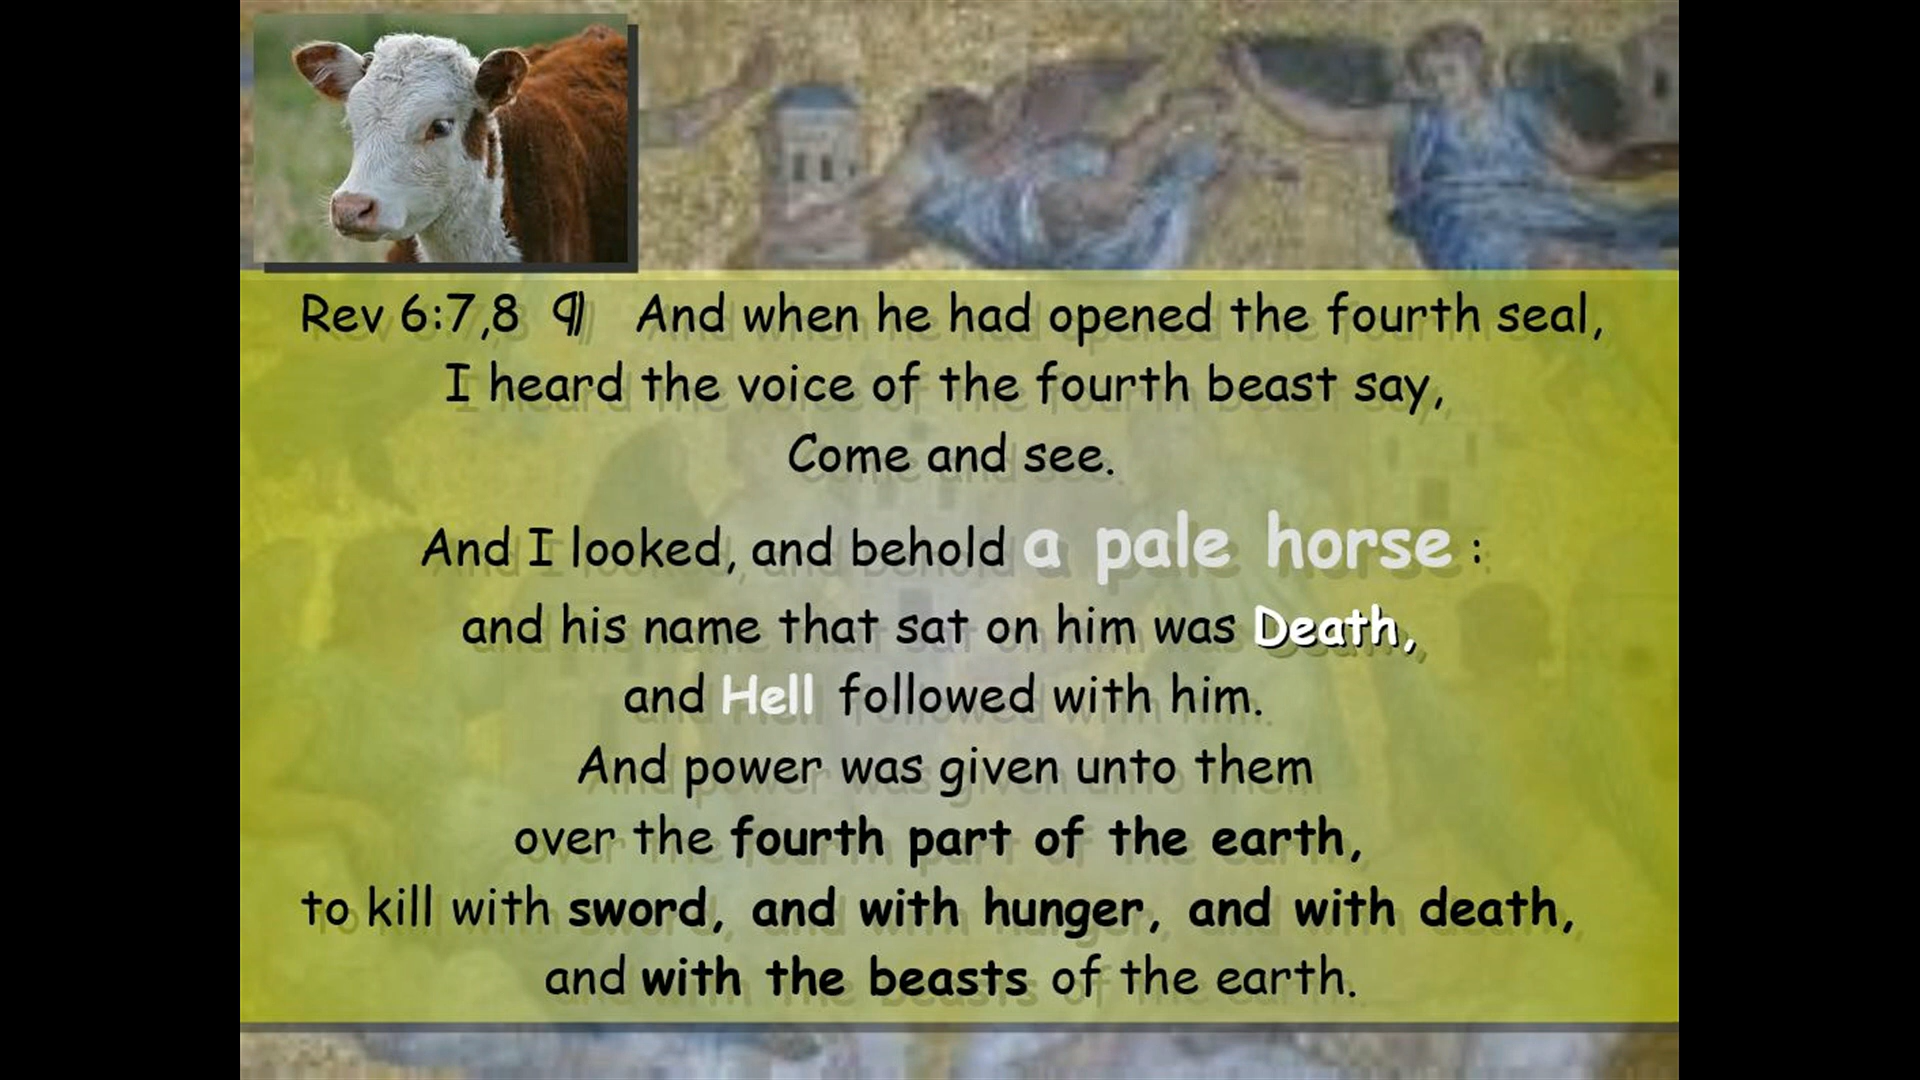 Rev 6:7,8 ¶ And when he had opened the fourth seal,
I heard the voice of the fourth beast say,
Come and see.
And I looked, and behold a pale horse :
and his name that sat on him was Death,
and Hell followed with him.
And power was given unto them
over the fourth part of the earth,
to kill with sword, and with hunger, and with death,
and with the beasts of the earth.